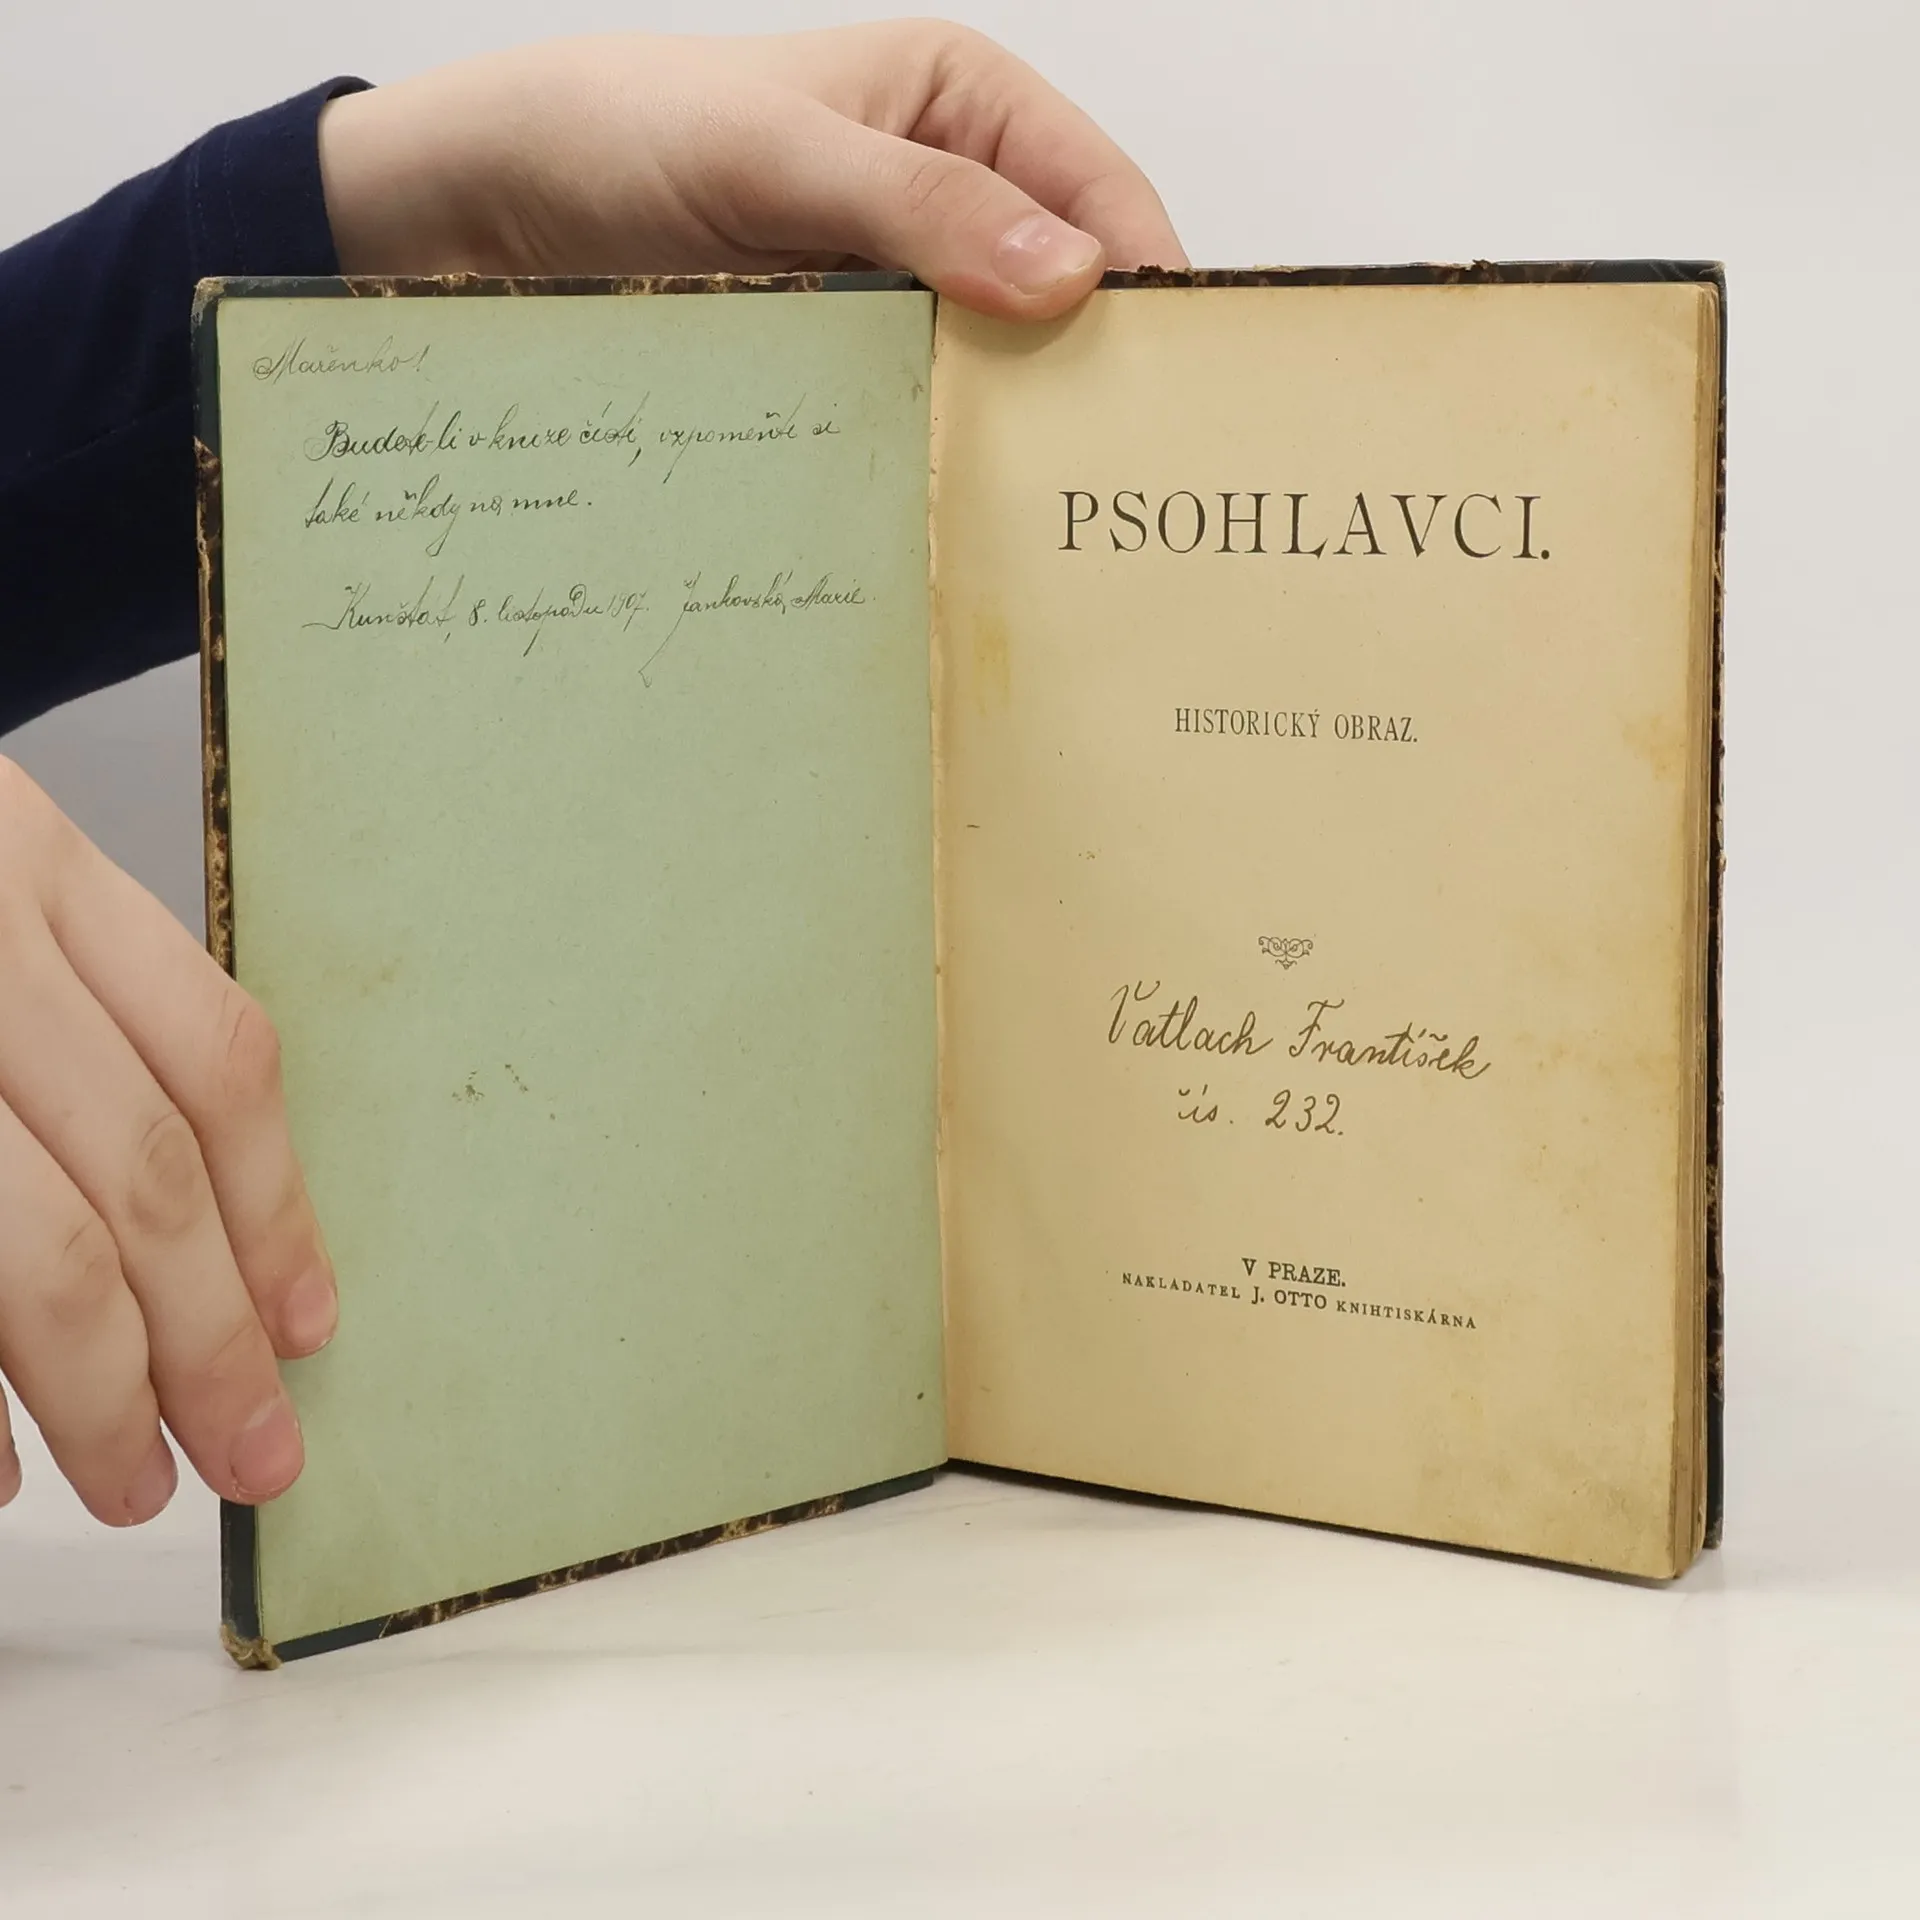 Mařenko!
Budete-li v knize čísti, vzpomeňte si
také někdy na mne.
Kunštát, 8. listopadu 1907. Jankovská Marie.
PSOHLAVCI.
HISTORICKÝ OBRAZ.
Vatlach František
čís. 232.
V PRAZE.
NAKLADATEL J. OTTO KNIHTISKÁRNA